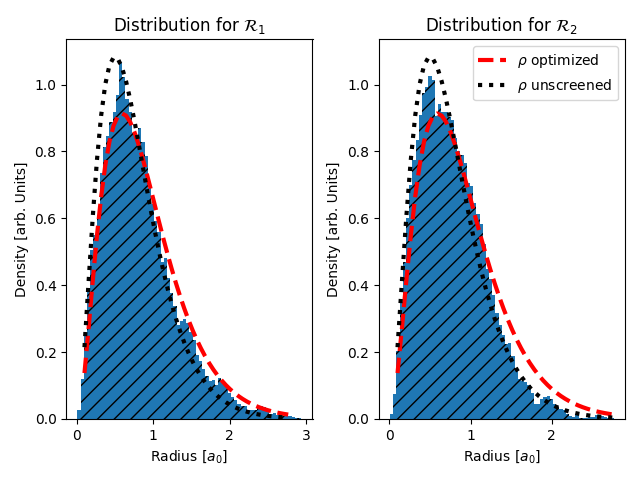 Distribution for ℛ₁
Density [arb. Units]
1.0
0.8
0.6
0.4
0.2
0.0
0
1
2
3
Radius [a₀]
Distribution for ℛ₂
ρ optimized
ρ unscreened
Density [arb. Units]
1.0
0.8
0.6
0.4
0.2
0.0
0
1
2
Radius [a₀]